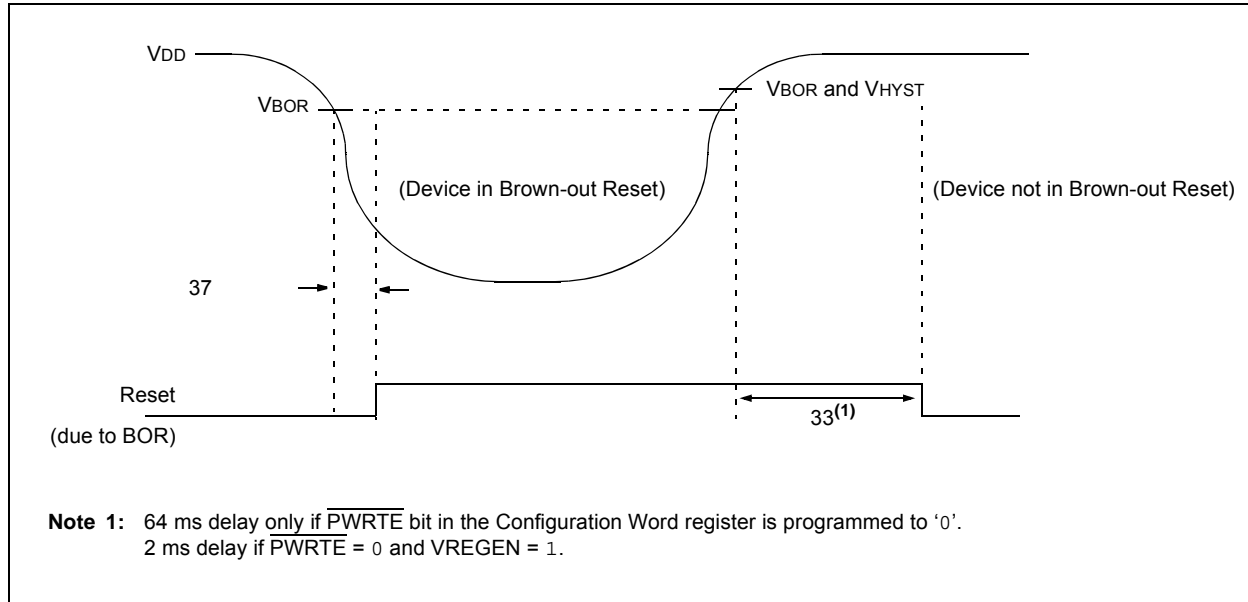 VDD
VBOR and VHYST
VBOR
(Device in Brown-out Reset)
(Device not in Brown-out Reset)
37
Reset
33(1)
(due to BOR)
Note 1: 64 ms delay only if PWRTE bit in the Configuration Word register is programmed to ‘0’.
2 ms delay if PWRTE = 0 and VREGEN = 1.